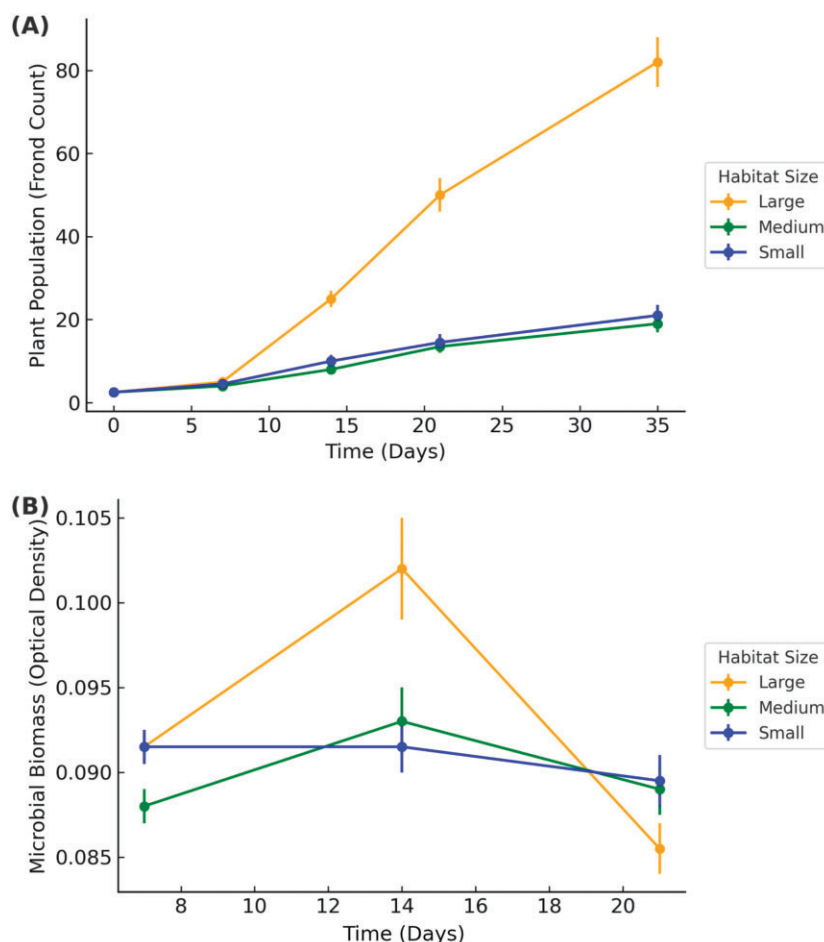 (A)
Plant Population (Frond Count)
80
60
40
20
0
0 5 10 15 20 25 30 35
Time (Days)
Habitat Size
Large
Medium
Small
(B)
Microbial Biomass (Optical Density)
0.105
0.100
0.095
0.090
0.085
8 10 12 14 16 18 20
Time (Days)
Habitat Size
Large
Medium
Small